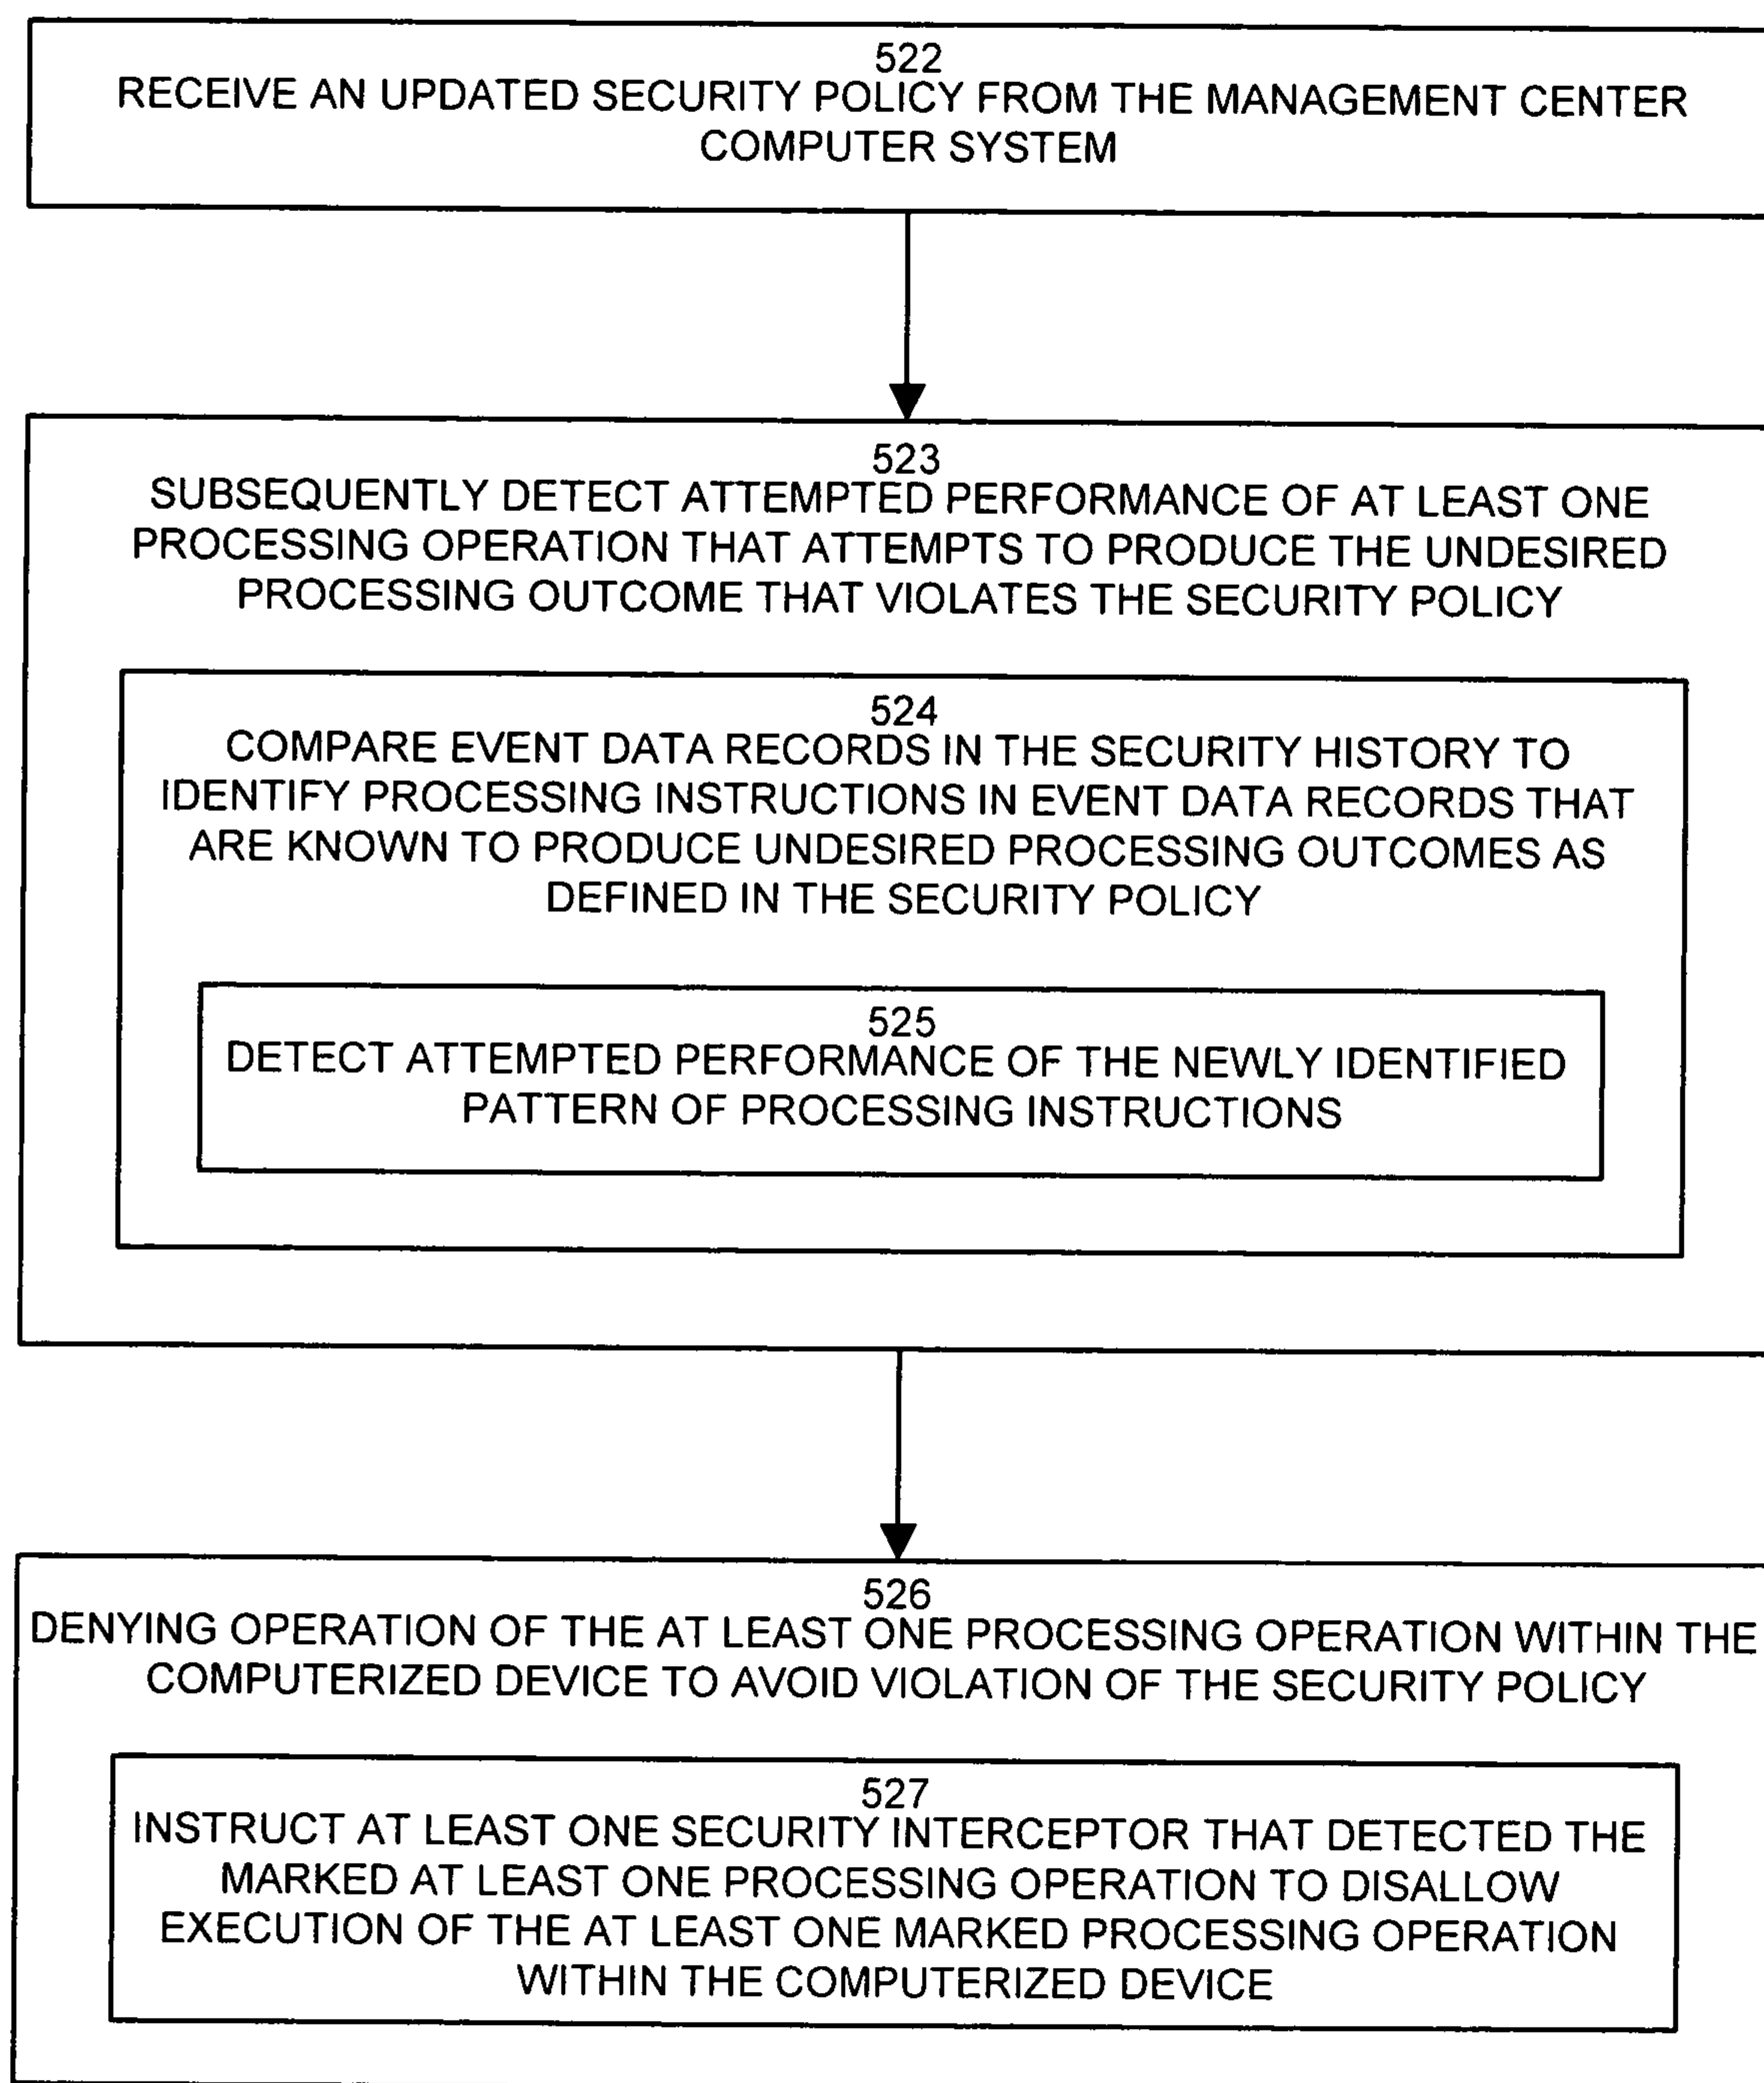 522
RECEIVE AN UPDATED SECURITY POLICY FROM THE MANAGEMENT CENTER
COMPUTER SYSTEM
523
SUBSEQUENTLY DETECT ATTEMPTED PERFORMANCE OF AT LEAST ONE
PROCESSING OPERATION THAT ATTEMPTS TO PRODUCE THE UNDESIRED
PROCESSING OUTCOME THAT VIOLATES THE SECURITY POLICY
524
COMPARE EVENT DATA RECORDS IN THE SECURITY HISTORY TO
IDENTIFY PROCESSING INSTRUCTIONS IN EVENT DATA RECORDS THAT
ARE KNOWN TO PRODUCE UNDESIRED PROCESSING OUTCOMES AS
DEFINED IN THE SECURITY POLICY
525
DETECT ATTEMPTED PERFORMANCE OF THE NEWLY IDENTIFIED
PATTERN OF PROCESSING INSTRUCTIONS
526
DENYING OPERATION OF THE AT LEAST ONE PROCESSING OPERATION WITHIN THE
COMPUTERIZED DEVICE TO AVOID VIOLATION OF THE SECURITY POLICY
527
INSTRUCT AT LEAST ONE SECURITY INTERCEPTOR THAT DETECTED THE
MARKED AT LEAST ONE PROCESSING OPERATION TO DISALLOW
EXECUTION OF THE AT LEAST ONE MARKED PROCESSING OPERATION
WITHIN THE COMPUTERIZED DEVICE